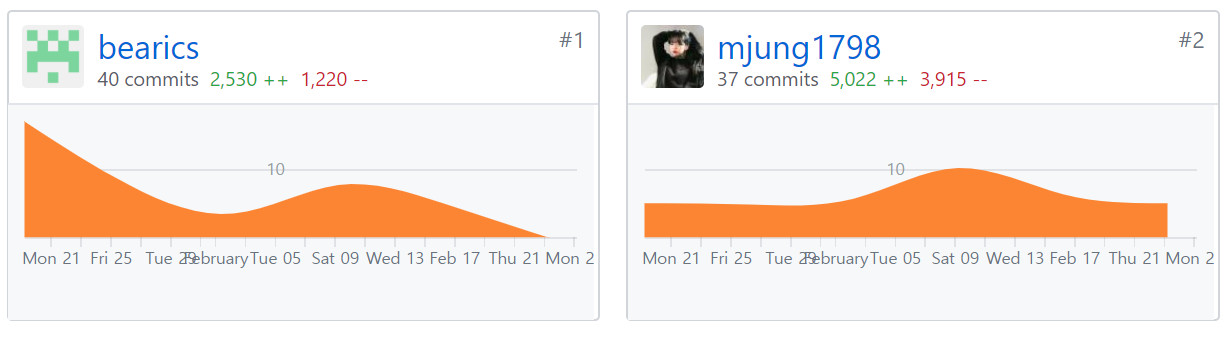 bearics #1
40 commits 2,530 ++ 1,220 --
10
Mon 21 Fri 25 Tue 29 February Tue 05 Sat 09 Wed 13 Feb 17 Thu 21 Mon 2
mjung1798 #2
37 commits 5,022 ++ 3,915 --
10
Mon 21 Fri 25 Tue 29 February Tue 05 Sat 09 Wed 13 Feb 17 Thu 21 Mon 2